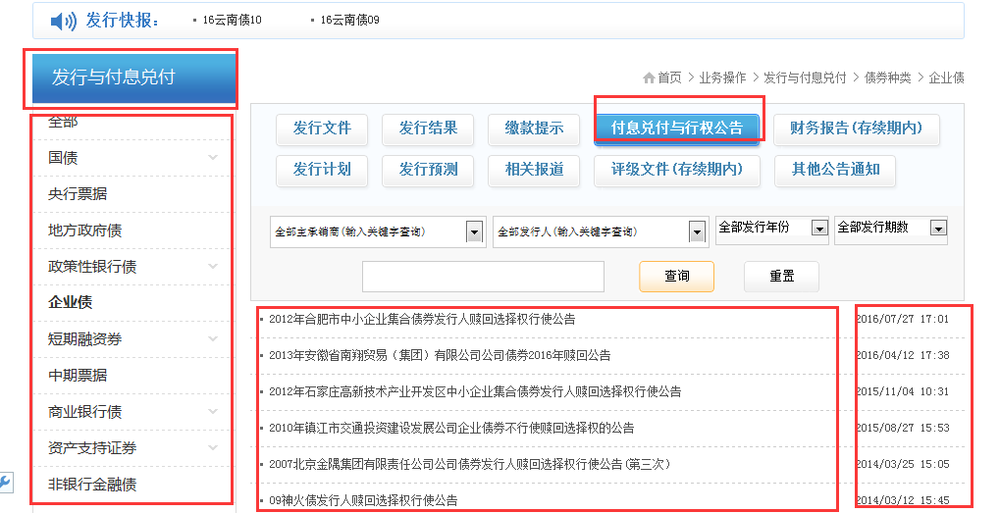 发行快报： ▪ 16云南债10 ▪ 16云南债09
发行与付息兑付
首页 > 业务操作 > 发行与付息兑付 > 债券种类 > 企业债
全部
国债
央行票据
地方政府债
政策性银行债
企业债
短期融资券
中期票据
商业银行债
资产支持证券
非银行金融债
发行文件 发行结果 缴款提示 付息兑付与行权公告 财务报告(存续期内)
发行计划 发行预测 相关报道 评级文件(存续期内) 其他公告通知
全部主承销商(输入关键字查询) 全部发行人(输入关键字查询) 全部发行年份 全部发行期数
查询 重置
▪ 2012年合肥市中小企业集合债券发行人赎回选择权行使公告 2016/07/27 17:01
▪ 2013年安徽省南翔贸易（集团）有限公司公司债券2016年赎回公告 2016/04/12 17:38
▪ 2012年石家庄高新技术产业开发区中小企业集合债券发行人赎回选择权行使公告 2015/11/04 10:31
▪ 2010年镇江市交通投资建设发展公司企业债券不行使赎回选择权的公告 2015/08/27 15:53
▪ 2007北京金隅集团有限责任公司公司债券发行人赎回选择权行使公告(第三次) 2014/03/25 15:05
▪ 09神火债发行人赎回选择权行使公告 2014/03/12 15:45